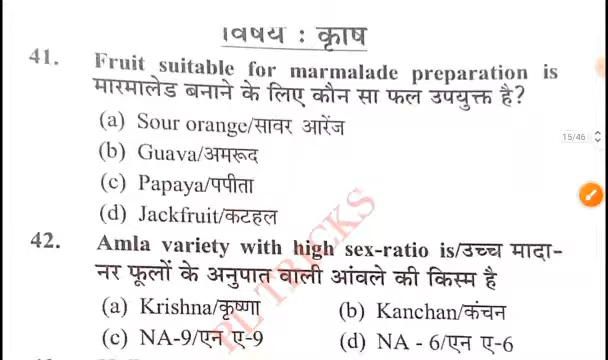 विषय : कृषि
41. Fruit suitable for marmalade preparation is
मारमालेड बनाने के लिए कौन सा फल उपयुक्त है?
(a) Sour orange/सावर आरेंज
(b) Guava/अमरूद
(c) Papaya/पपीता
(d) Jackfruit/कटहल
42. Amla variety with high sex-ratio is/उच्च मादा-
नर फूलों के अनुपात वाली आंवले की किस्म है
(a) Krishna/कृष्णा (b) Kanchan/कंचन
(c) NA-9/एन ए-9 (d) NA - 6/एन ए-6
15/46
PL TRICKS